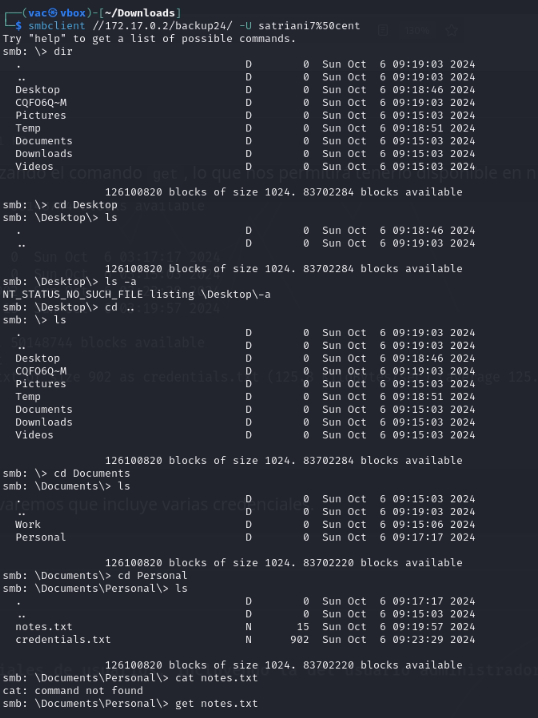 ┌──(vac㉿vbox)-[~/Downloads]
└─$ smbclient //172.17.0.2/backup24/ -U satriani7%50cent
Try "help" to get a list of possible commands.
smb: \> dir
  .                                   D        0  Sun Oct  6 09:19:03 2024
  ..                                  D        0  Sun Oct  6 09:19:03 2024
  Desktop                             D        0  Sun Oct  6 09:18:46 2024
  CQFO6Q~M                            D        0  Sun Oct  6 09:19:03 2024
  Pictures                            D        0  Sun Oct  6 09:15:03 2024
  Temp                                D        0  Sun Oct  6 09:18:51 2024
  Documents                           D        0  Sun Oct  6 09:15:03 2024
  Downloads                           D        0  Sun Oct  6 09:15:03 2024
  Videos                              D        0  Sun Oct  6 09:15:03 2024
zando el comando get, lo que nos permitirá tenerlo disponible en n
                126100820 blocks of size 1024. 83702284 blocks available
smb: \> cd Desktop
smb: \Desktop\> ls
  .                                   D        0  Sun Oct  6 09:18:46 2024
  ..                                  D        0  Sun Oct  6 09:19:03 2024

                126100820 blocks of size 1024. 83702284 blocks available
smb: \Desktop\> ls -a
NT_STATUS_NO_SUCH_FILE listing \Desktop\-a
smb: \Desktop\> cd ..
smb: \> ls
  .                                   D        0  Sun Oct  6 09:19:03 2024
  ..                                  D        0  Sun Oct  6 09:19:03 2024
  Desktop                             D        0  Sun Oct  6 09:18:46 2024
  CQFO6Q~M                            D        0  Sun Oct  6 09:19:03 2024
  Pictures                            D        0  Sun Oct  6 09:15:03 2024
  Temp                                D        0  Sun Oct  6 09:18:51 2024
  Documents                           D        0  Sun Oct  6 09:15:03 2024
  Downloads                           D        0  Sun Oct  6 09:15:03 2024
  Videos                              D        0  Sun Oct  6 09:15:03 2024

                126100820 blocks of size 1024. 83702284 blocks available
smb: \> cd Documents
smb: \Documents\> ls
  .                                   D        0  Sun Oct  6 09:15:03 2024
varemos que incluye varias credenciales
  ..                                  D        0  Sun Oct  6 09:19:03 2024
  Work                                D        0  Sun Oct  6 09:15:06 2024
  Personal                            D        0  Sun Oct  6 09:17:17 2024

                126100820 blocks of size 1024. 83702220 blocks available
smb: \Documents\> cd Personal
smb: \Documents\Personal\> ls
  .                                   D        0  Sun Oct  6 09:17:17 2024
  ..                                  D        0  Sun Oct  6 09:15:03 2024
  notes.txt                           N       15  Sun Oct  6 09:19:57 2024
  credentials.txt                     N      902  Sun Oct  6 09:23:29 2024

                126100820 blocks of size 1024. 83702220 blocks available
smb: \Documents\Personal\> cat notes.txt
cat: command not found
smb: \Documents\Personal\> get notes.txt